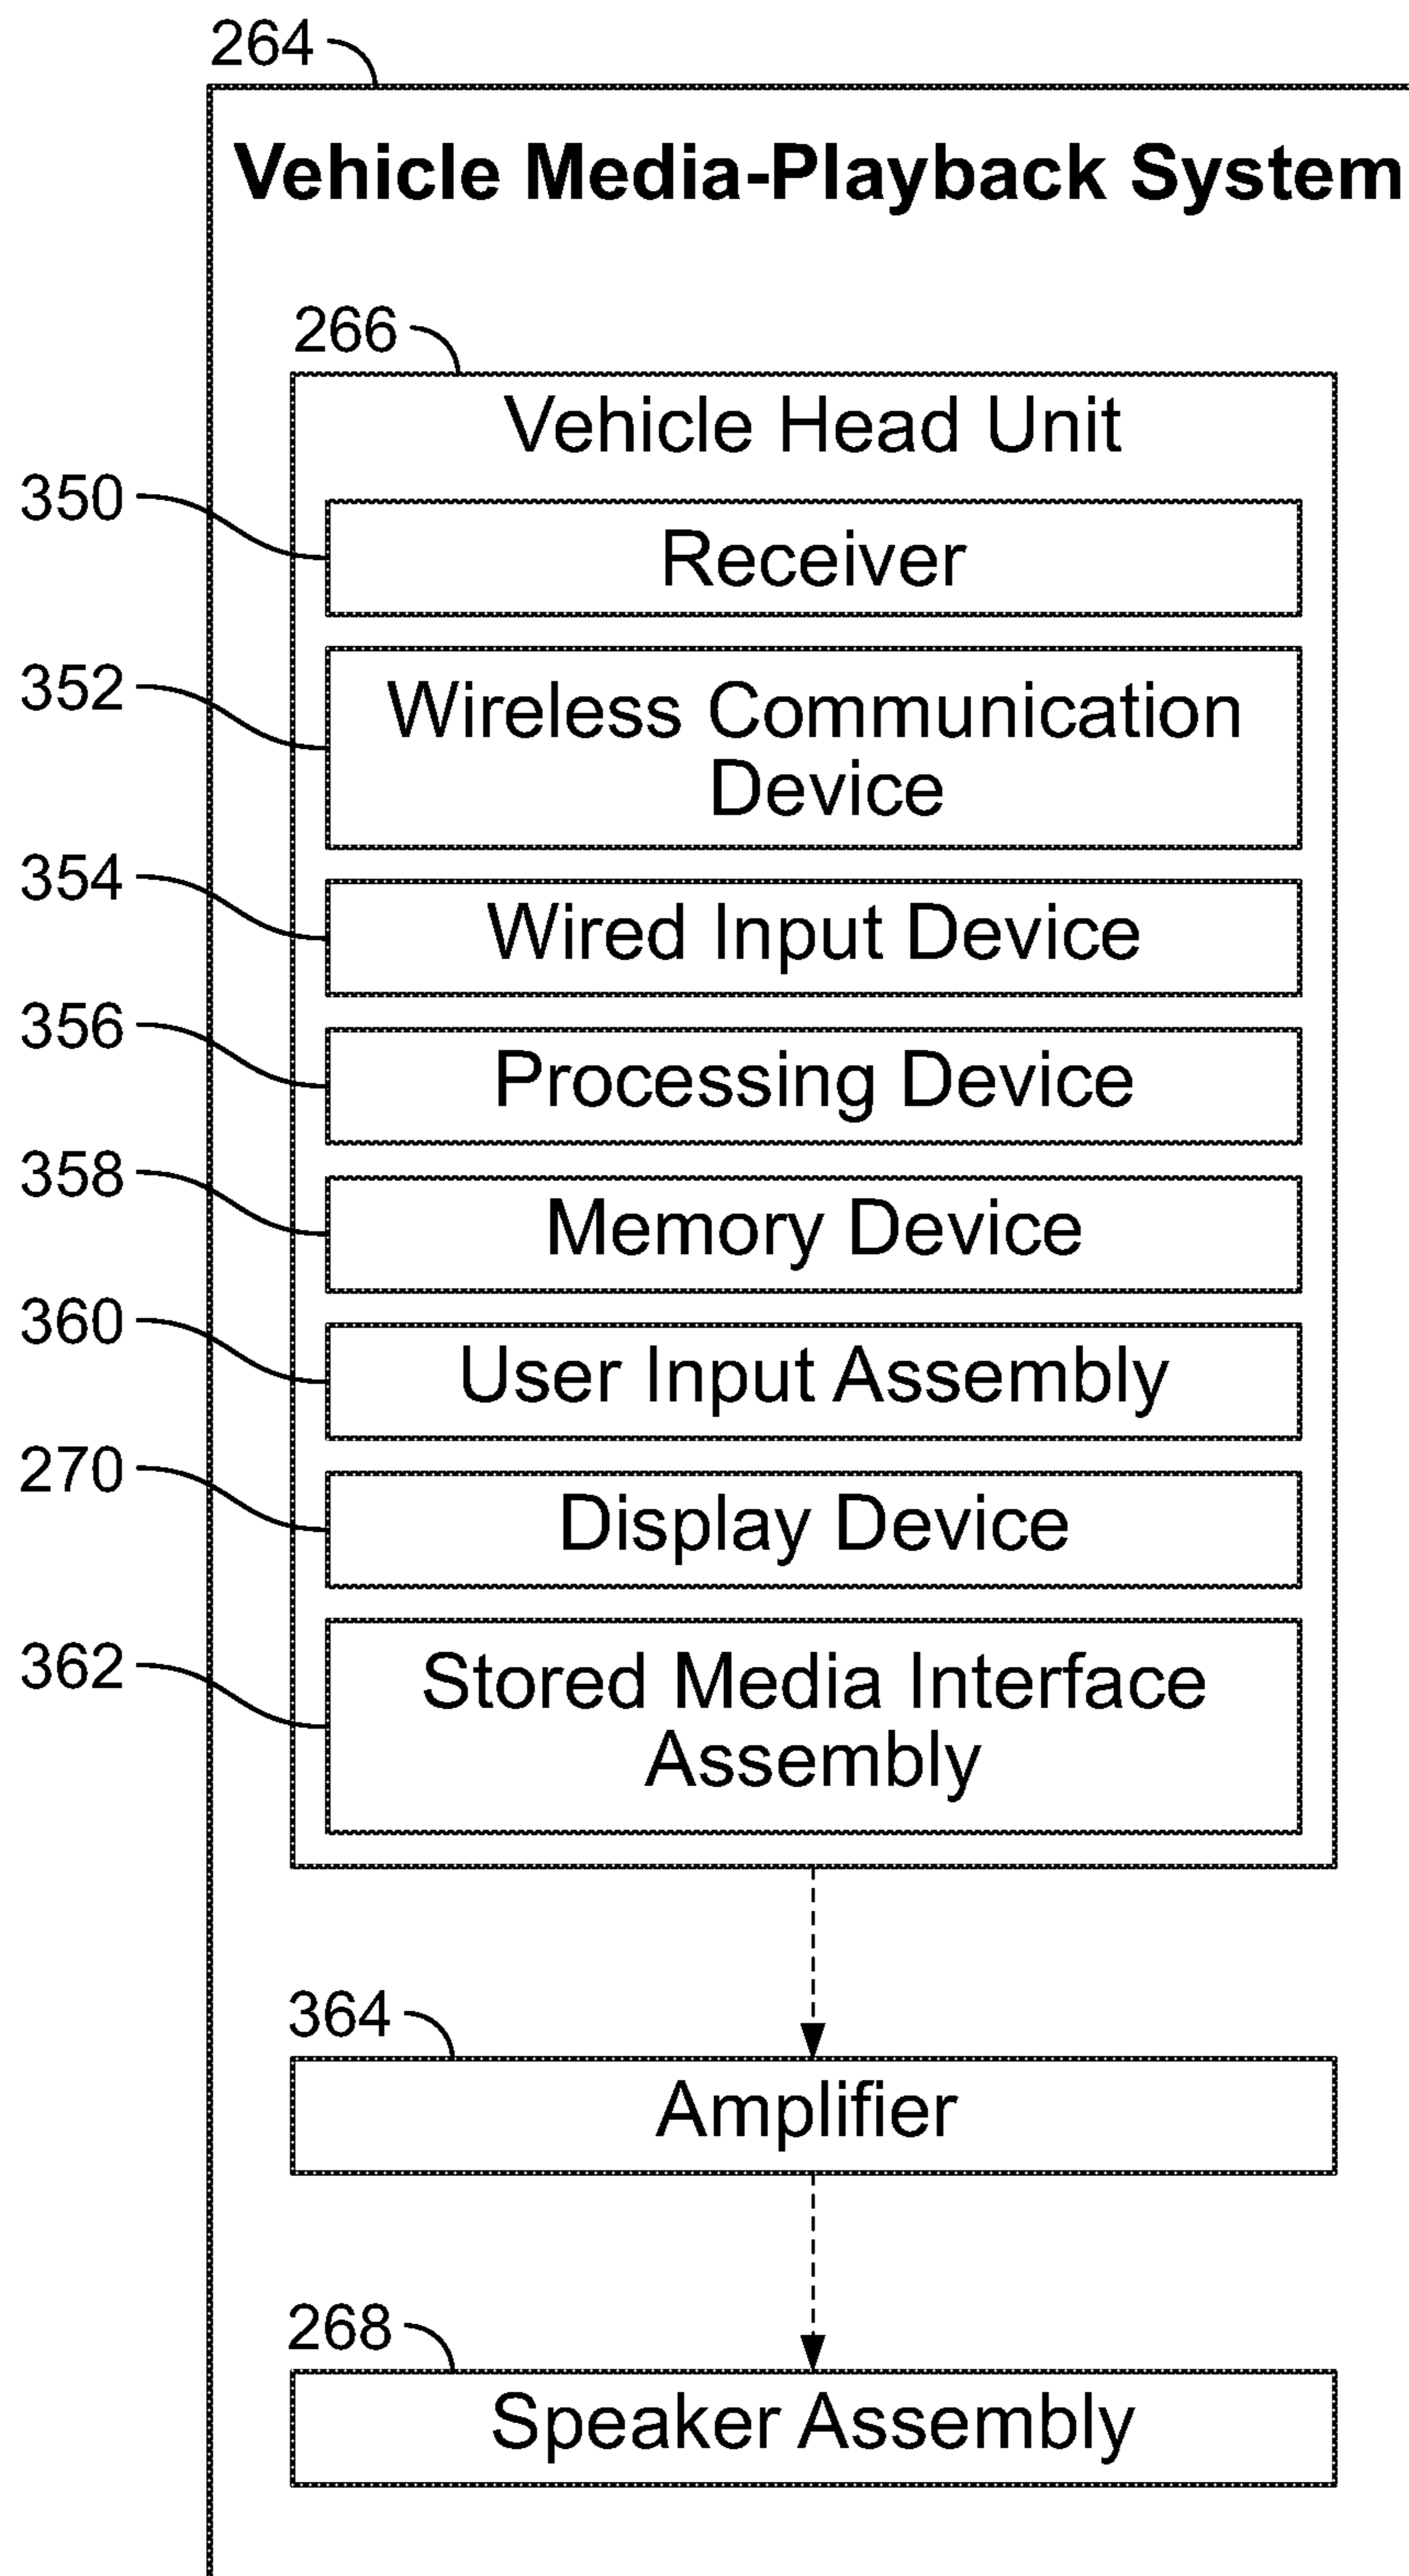 264
Vehicle Media-Playback System
266
Vehicle Head Unit
350
Receiver
352
Wireless Communication
Device
354
Wired Input Device
356
Processing Device
358
Memory Device
360
User Input Assembly
270
Display Device
362
Stored Media Interface
Assembly
364
Amplifier
268
Speaker Assembly